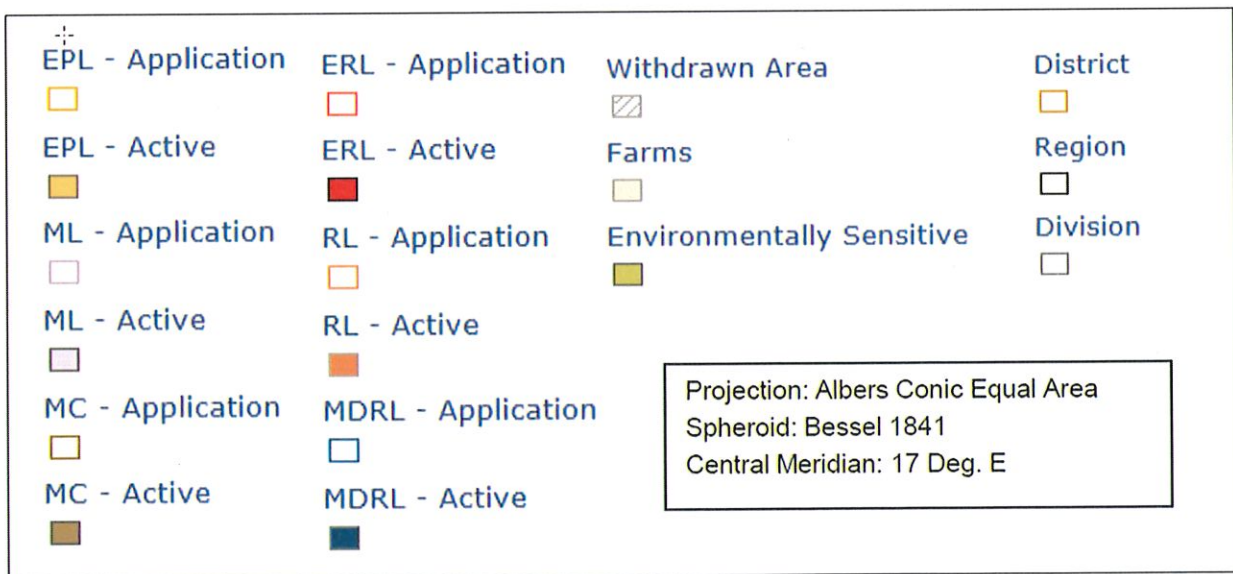 EPL - Application
EPL - Active
ML - Application
ML - Active
MC - Application
MC - Active
ERL - Application
ERL - Active
RL - Application
RL - Active
MDRL - Application
MDRL - Active
Withdrawn Area
Farms
Environmentally Sensitive
District
Region
Division
Projection: Albers Conic Equal Area
Spheroid: Bessel 1841
Central Meridian: 17 Deg. E